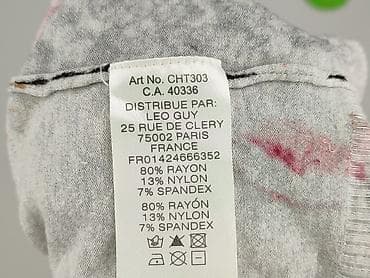 Art No. CHT303
C.A. 40336
DISTRIBUE PAR:
LEO GUY
25 RUE DE CLERY
75002 PARIS
FRANCE
FR01424666352
80% RAYON
13% NYLON
7% SPANDEX
80% RAYÓN
13% NYLON
7% SPANDEX